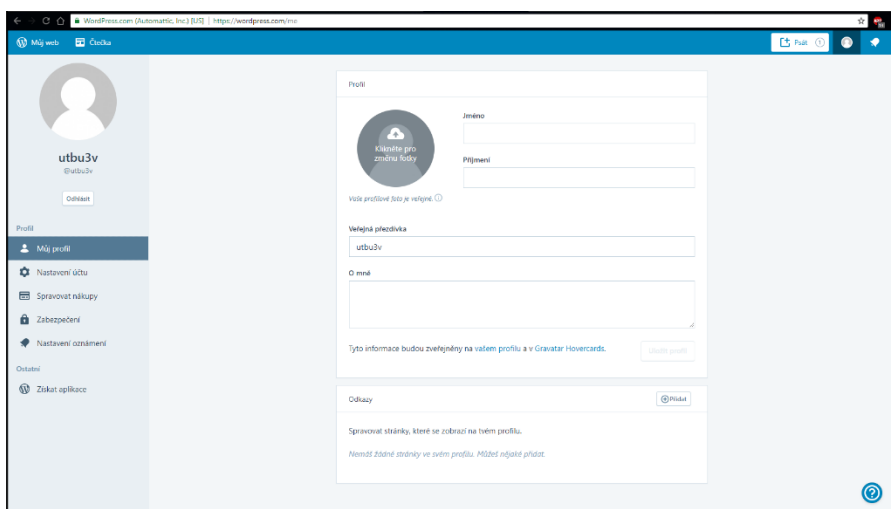 WordPress.com (Automattic, Inc.) [US] | https://wordpress.com/me
Můj web Čtečka Psát
utbu3v
@utbu3v
Odhlásit
Profil
Můj profil
Nastavení účtu
Spravovat nákupy
Zabezpečení
Nastavení oznámení
Ostatní
Získat aplikace
Profil
Klikněte pro
změnu fotky
Vaše profilové foto je veřejné.
Jméno
Příjmení
Veřejná přezdívka
utbu3v
O mně
Tyto informace budou zveřejněny na vašem profilu a v Gravatar Hovercards.
Uložit profil
Odkazy
Přidat
Spravovat stránky, které se zobrazí na tvém profilu.
Nemáš žádné stránky ve svém profilu. Můžeš nějaké přidat.